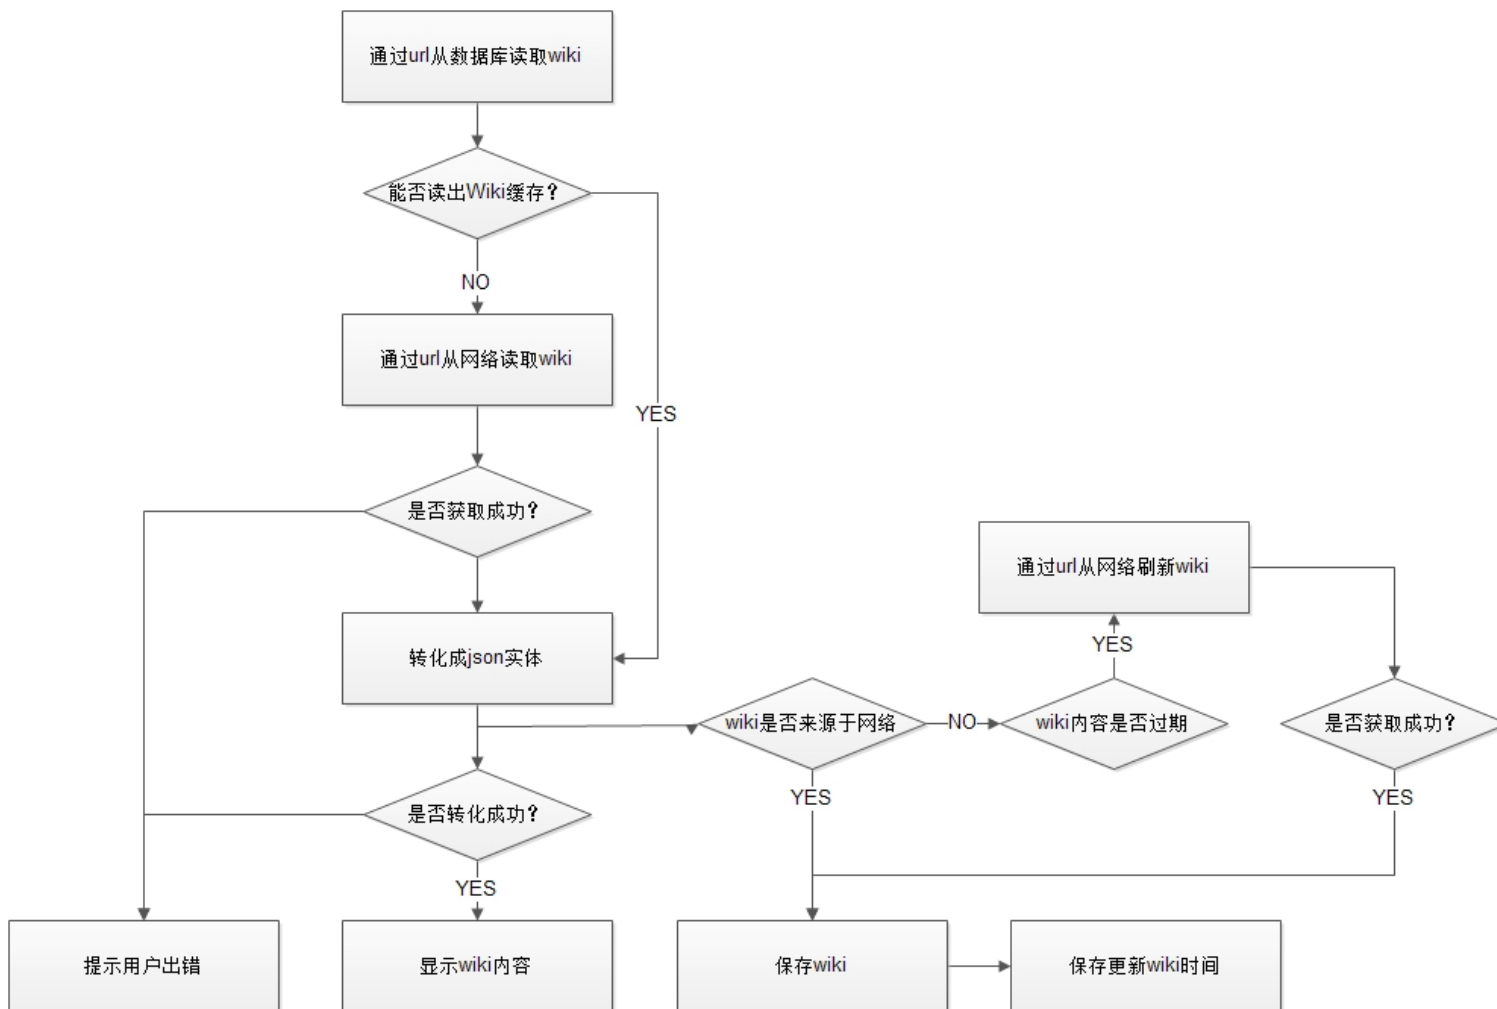 通过url从数据库读取wiki
能否读出Wiki缓存?
NO
通过url从网络读取wiki
YES
是否获取成功?
通过url从网络刷新wiki
YES
转化成json实体
wiki是否来源于网络
NO
wiki内容是否过期
是否获取成功?
YES
YES
是否转化成功?
YES
提示用户出错
显示wiki内容
保存wiki
保存更新wiki时间